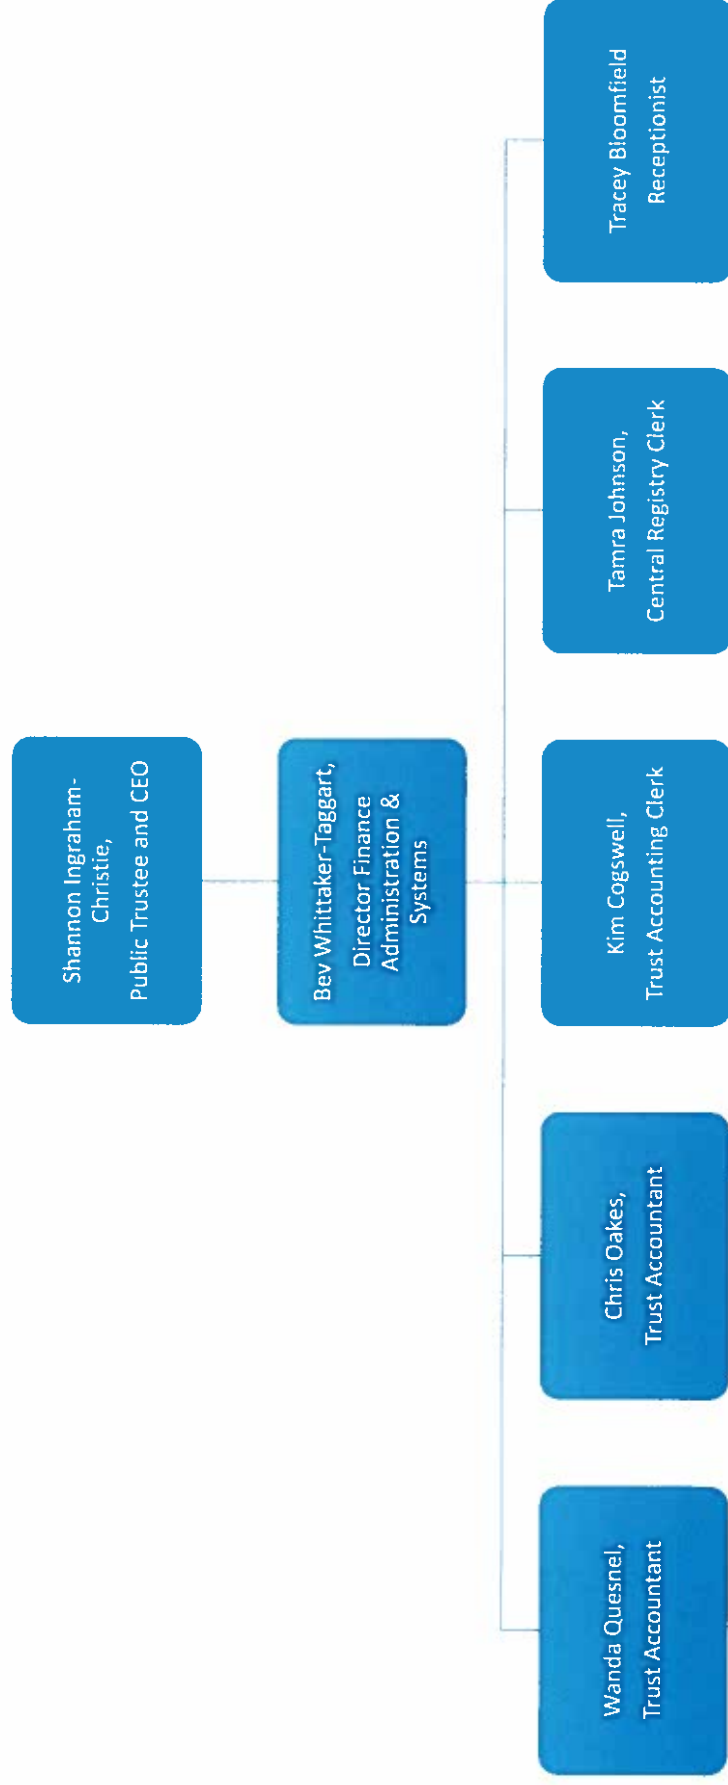 Shannon Ingraham-
Christie,
Public Trustee and CEO
Bev Whittaker-Taggart,
Director Finance
Administration &
Systems
Wanda Quesnel,
Trust Accountant
Chris Oakes,
Trust Accountant
Kim Cogswell,
Trust Accounting Clerk
Tamra Johnson,
Central Registry Clerk
Tracey Bloomfield
Receptionist